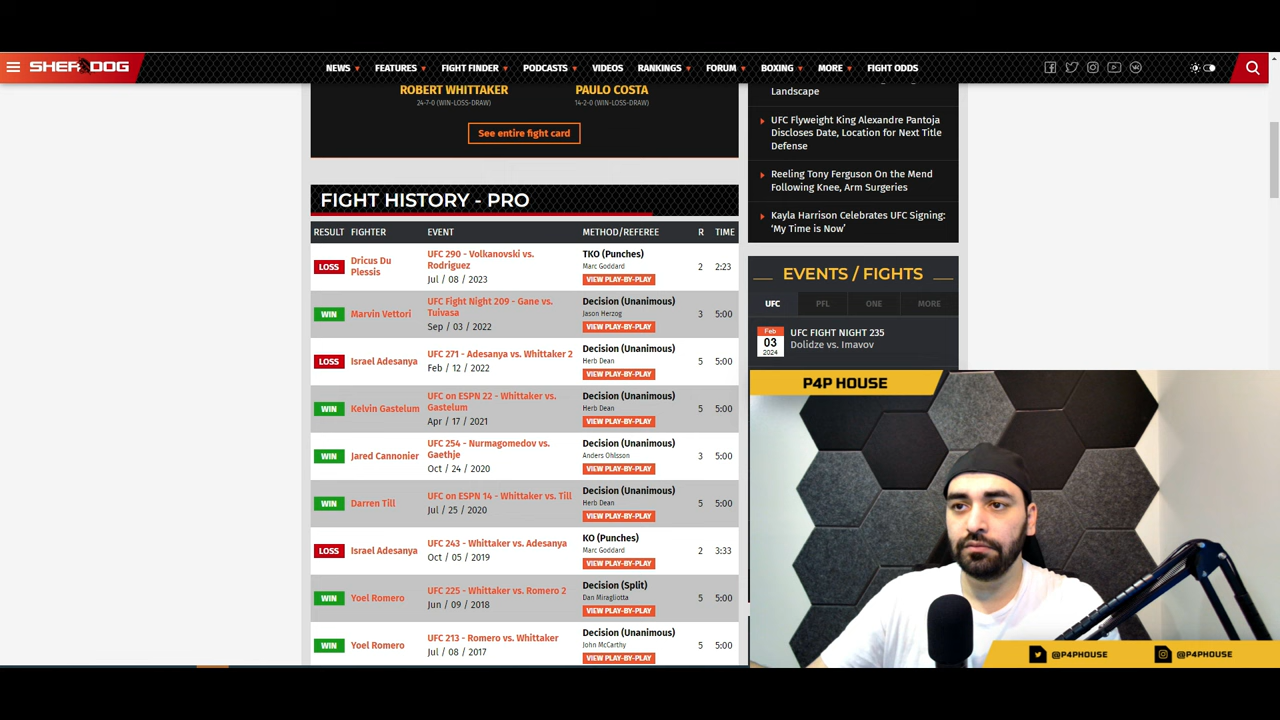 SHERDOG
NEWS
FEATURES
FIGHT FINDER
PODCASTS
VIDEOS
RANKINGS
FORUM
BOXING
MORE
FIGHT ODDS
ROBERT WHITTAKER
24-7-0 (WIN-LOSS-DRAW)
PAULO COSTA
14-2-0 (WIN-LOSS-DRAW)
See entire fight card
FIGHT HISTORY - PRO
RESULT FIGHTER EVENT METHOD/REFEREE R TIME
LOSS
Dricus Du
Plessis
UFC 290 - Volkanovski vs.
Rodriguez
Jul / 08 / 2023
TKO (Punches)
Marc Goddard
VIEW PLAY-BY-PLAY
2 2:23
WIN
Marvin Vettori
UFC Fight Night 209 - Gane vs.
Tuivasa
Sep / 03 / 2022
Decision (Unanimous)
Jason Herzog
VIEW PLAY-BY-PLAY
3 5:00
LOSS
Israel Adesanya
UFC 271 - Adesanya vs. Whittaker 2
Feb / 12 / 2022
Decision (Unanimous)
Herb Dean
VIEW PLAY-BY-PLAY
5 5:00
WIN
Kelvin Gastelum
UFC on ESPN 22 - Whittaker vs.
Gastelum
Apr / 17 / 2021
Decision (Unanimous)
Herb Dean
VIEW PLAY-BY-PLAY
5 5:00
WIN
Jared Cannonier
UFC 254 - Nurmagomedov vs.
Gaethje
Oct / 24 / 2020
Decision (Unanimous)
Anders Ohlsson
VIEW PLAY-BY-PLAY
3 5:00
WIN
Darren Till
UFC on ESPN 14 - Whittaker vs. Till
Jul / 25 / 2020
Decision (Unanimous)
Herb Dean
VIEW PLAY-BY-PLAY
5 5:00
LOSS
Israel Adesanya
UFC 243 - Whittaker vs. Adesanya
Oct / 05 / 2019
KO (Punches)
Marc Goddard
VIEW PLAY-BY-PLAY
2 3:33
WIN
Yoel Romero
UFC 225 - Whittaker vs. Romero 2
Jun / 09 / 2018
Decision (Split)
Dan Miragliotta
VIEW PLAY-BY-PLAY
5 5:00
WIN
Yoel Romero
UFC 213 - Romero vs. Whittaker
Jul / 08 / 2017
Decision (Unanimous)
John McCarthy
VIEW PLAY-BY-PLAY
5 5:00
Landscape
UFC Flyweight King Alexandre Pantoja
Discloses Date, Location for Next Title
Defense
Reeling Tony Ferguson On the Mend
Following Knee, Arm Surgeries
Kayla Harrison Celebrates UFC Signing:
‘My Time is Now’
EVENTS / FIGHTS
UFC PFL ONE MORE
Feb
03
2024
UFC FIGHT NIGHT 235
Dolidze vs. Imavov
P4P HOUSE
@P4PHOUSE
@P4PHOUSE